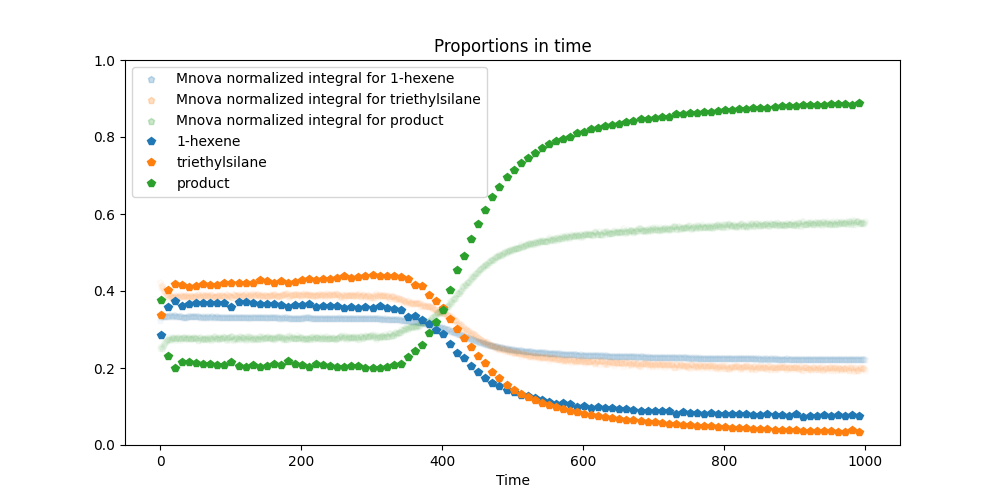 Proportions in time
1.0
0.8
0.6
0.4
0.2
0.0
Mnova normalized integral for 1-hexene
Mnova normalized integral for triethylsilane
Mnova normalized integral for product
1-hexene
triethylsilane
product
0 200 400 600 800 1000
Time